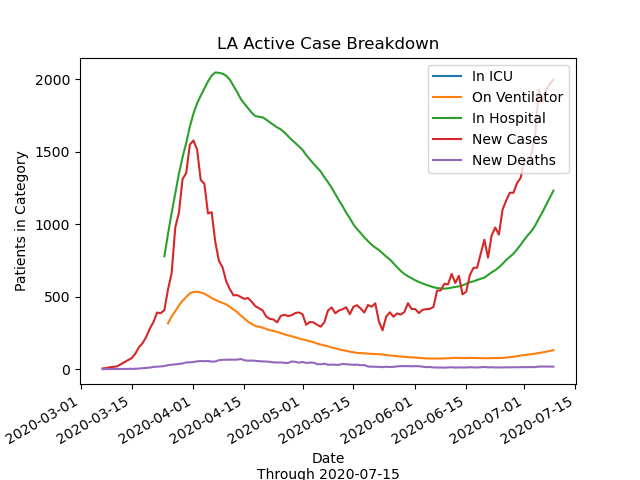 LA Active Case Breakdown
Patients in Category
2000
1500
1000
500
0
In ICU
On Ventilator
In Hospital
New Cases
New Deaths
2020-03-01
2020-03-15
2020-04-01
2020-04-15
2020-05-01
2020-05-15
2020-06-01
2020-06-15
2020-07-01
2020-07-15
Date
Through 2020-07-15